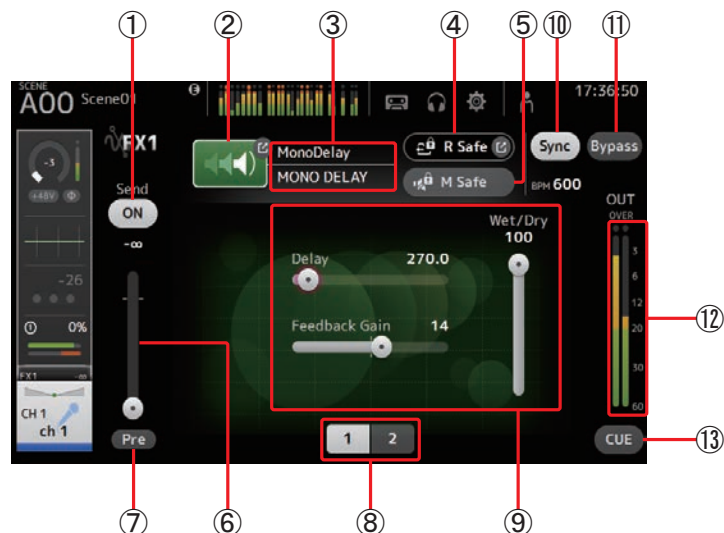 ① ② ③ ④ ⑤ ⑩ ⑪
SCENE
A00 Scene01
E
17:36:50
-3
+48V Φ
-26
0%
FX1 -∞
CH 1
ch 1
FX1
Send
ON
-∞
Pre
MonoDelay
MONO DELAY
R Safe
M Safe
Sync
Bypass
BPM 600
Wet/Dry
100
Delay 270.0
Feedback Gain 14
1 2
OUT
OVER
3
6
12
20
30
60
CUE
⑫
⑬
⑦ ⑥ ⑧ ⑨